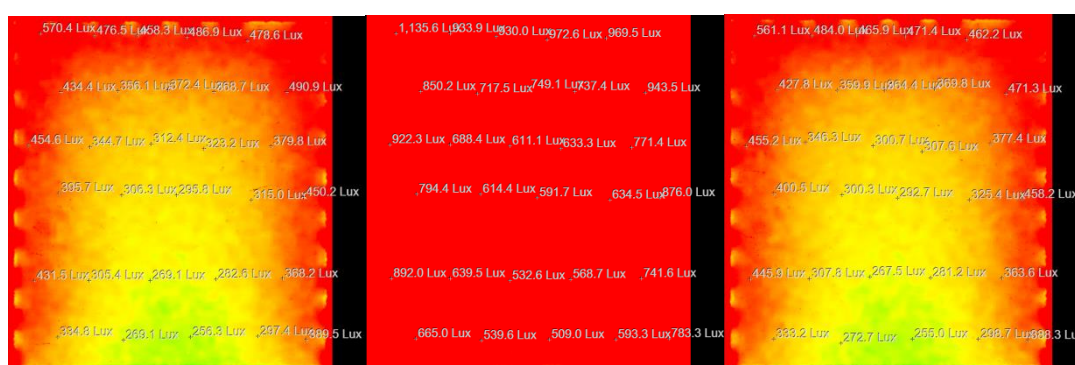 570.4 Lux 476.5 Lux 458.3 Lux 486.9 Lux 478.6 Lux
434.4 Lux 356.1 Lux 372.4 Lux 368.7 Lux 490.9 Lux
454.6 Lux 344.7 Lux 312.4 Lux 323.2 Lux 379.8 Lux
395.7 Lux 306.3 Lux 295.8 Lux 315.0 Lux 450.2 Lux
431.5 Lux 306.4 Lux 269.1 Lux 282.6 Lux 368.2 Lux
334.8 Lux 269.1 Lux 256.3 Lux 297.4 Lux 389.5 Lux
1,135.6 Lux 933.9 Lux 930.0 Lux 972.6 Lux 969.5 Lux
850.2 Lux 717.5 Lux 749.1 Lux 737.4 Lux 943.5 Lux
922.3 Lux 688.4 Lux 611.1 Lux 633.3 Lux 771.4 Lux
794.4 Lux 614.4 Lux 591.7 Lux 634.5 Lux 876.0 Lux
892.0 Lux 639.5 Lux 532.6 Lux 568.7 Lux 741.6 Lux
665.0 Lux 539.6 Lux 509.0 Lux 593.3 Lux 783.3 Lux
561.1 Lux 484.0 Lux 465.9 Lux 471.4 Lux 462.2 Lux
427.8 Lux 359.9 Lux 364.4 Lux 369.8 Lux 471.3 Lux
455.2 Lux 346.3 Lux 300.7 Lux 307.6 Lux 377.4 Lux
400.5 Lux 300.3 Lux 292.7 Lux 325.4 Lux 458.2 Lux
445.9 Lux 307.8 Lux 267.5 Lux 281.2 Lux 363.6 Lux
333.2 Lux 272.7 Lux 255.0 Lux 298.7 Lux 388.3 Lux